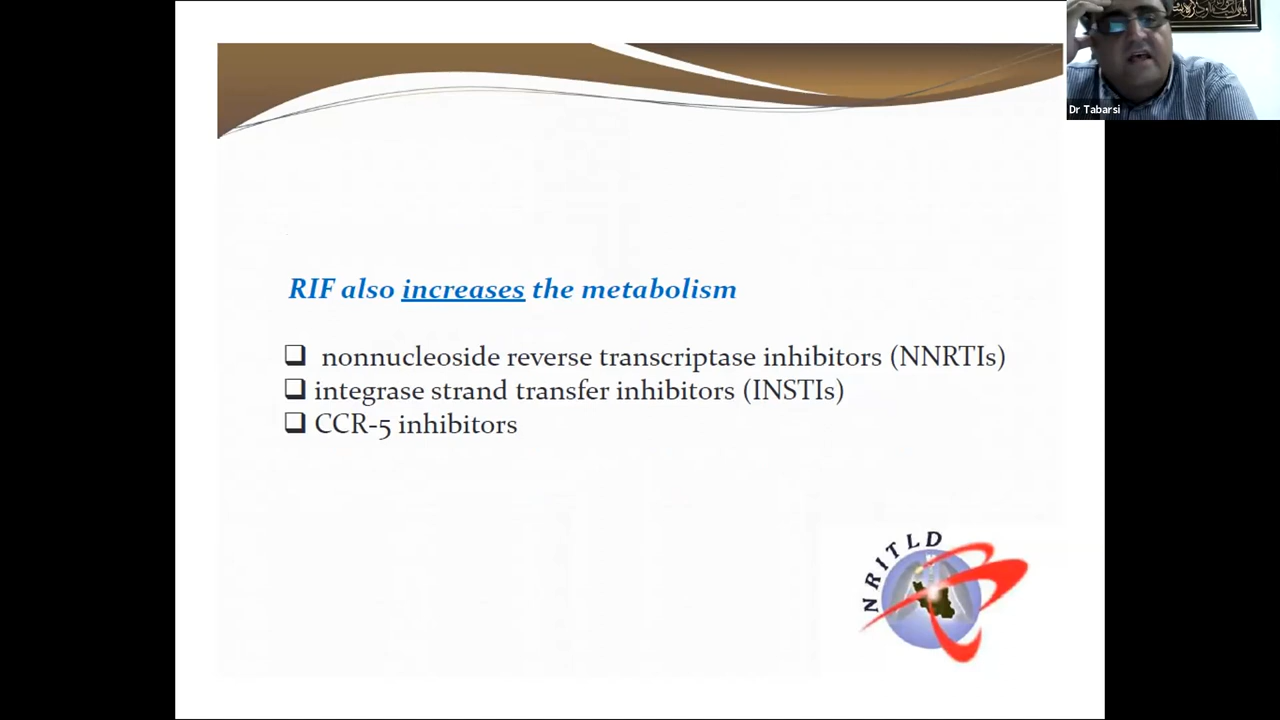 Dr Tabarsi
RIF also increases the metabolism
nonnucleoside reverse transcriptase inhibitors (NNRTIs)
integrase strand transfer inhibitors (INSTIs)
CCR-5 inhibitors
NRITLD